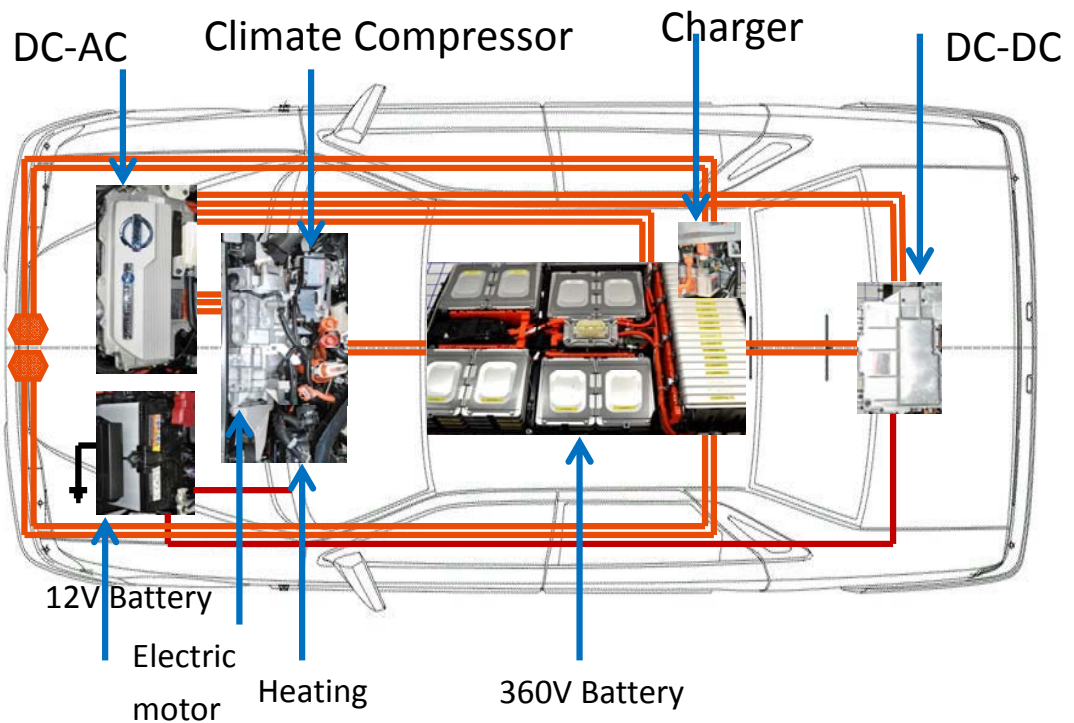 DC-AC
Climate Compressor
Charger
DC-DC
12V Battery
Electric
motor
Heating
360V Battery